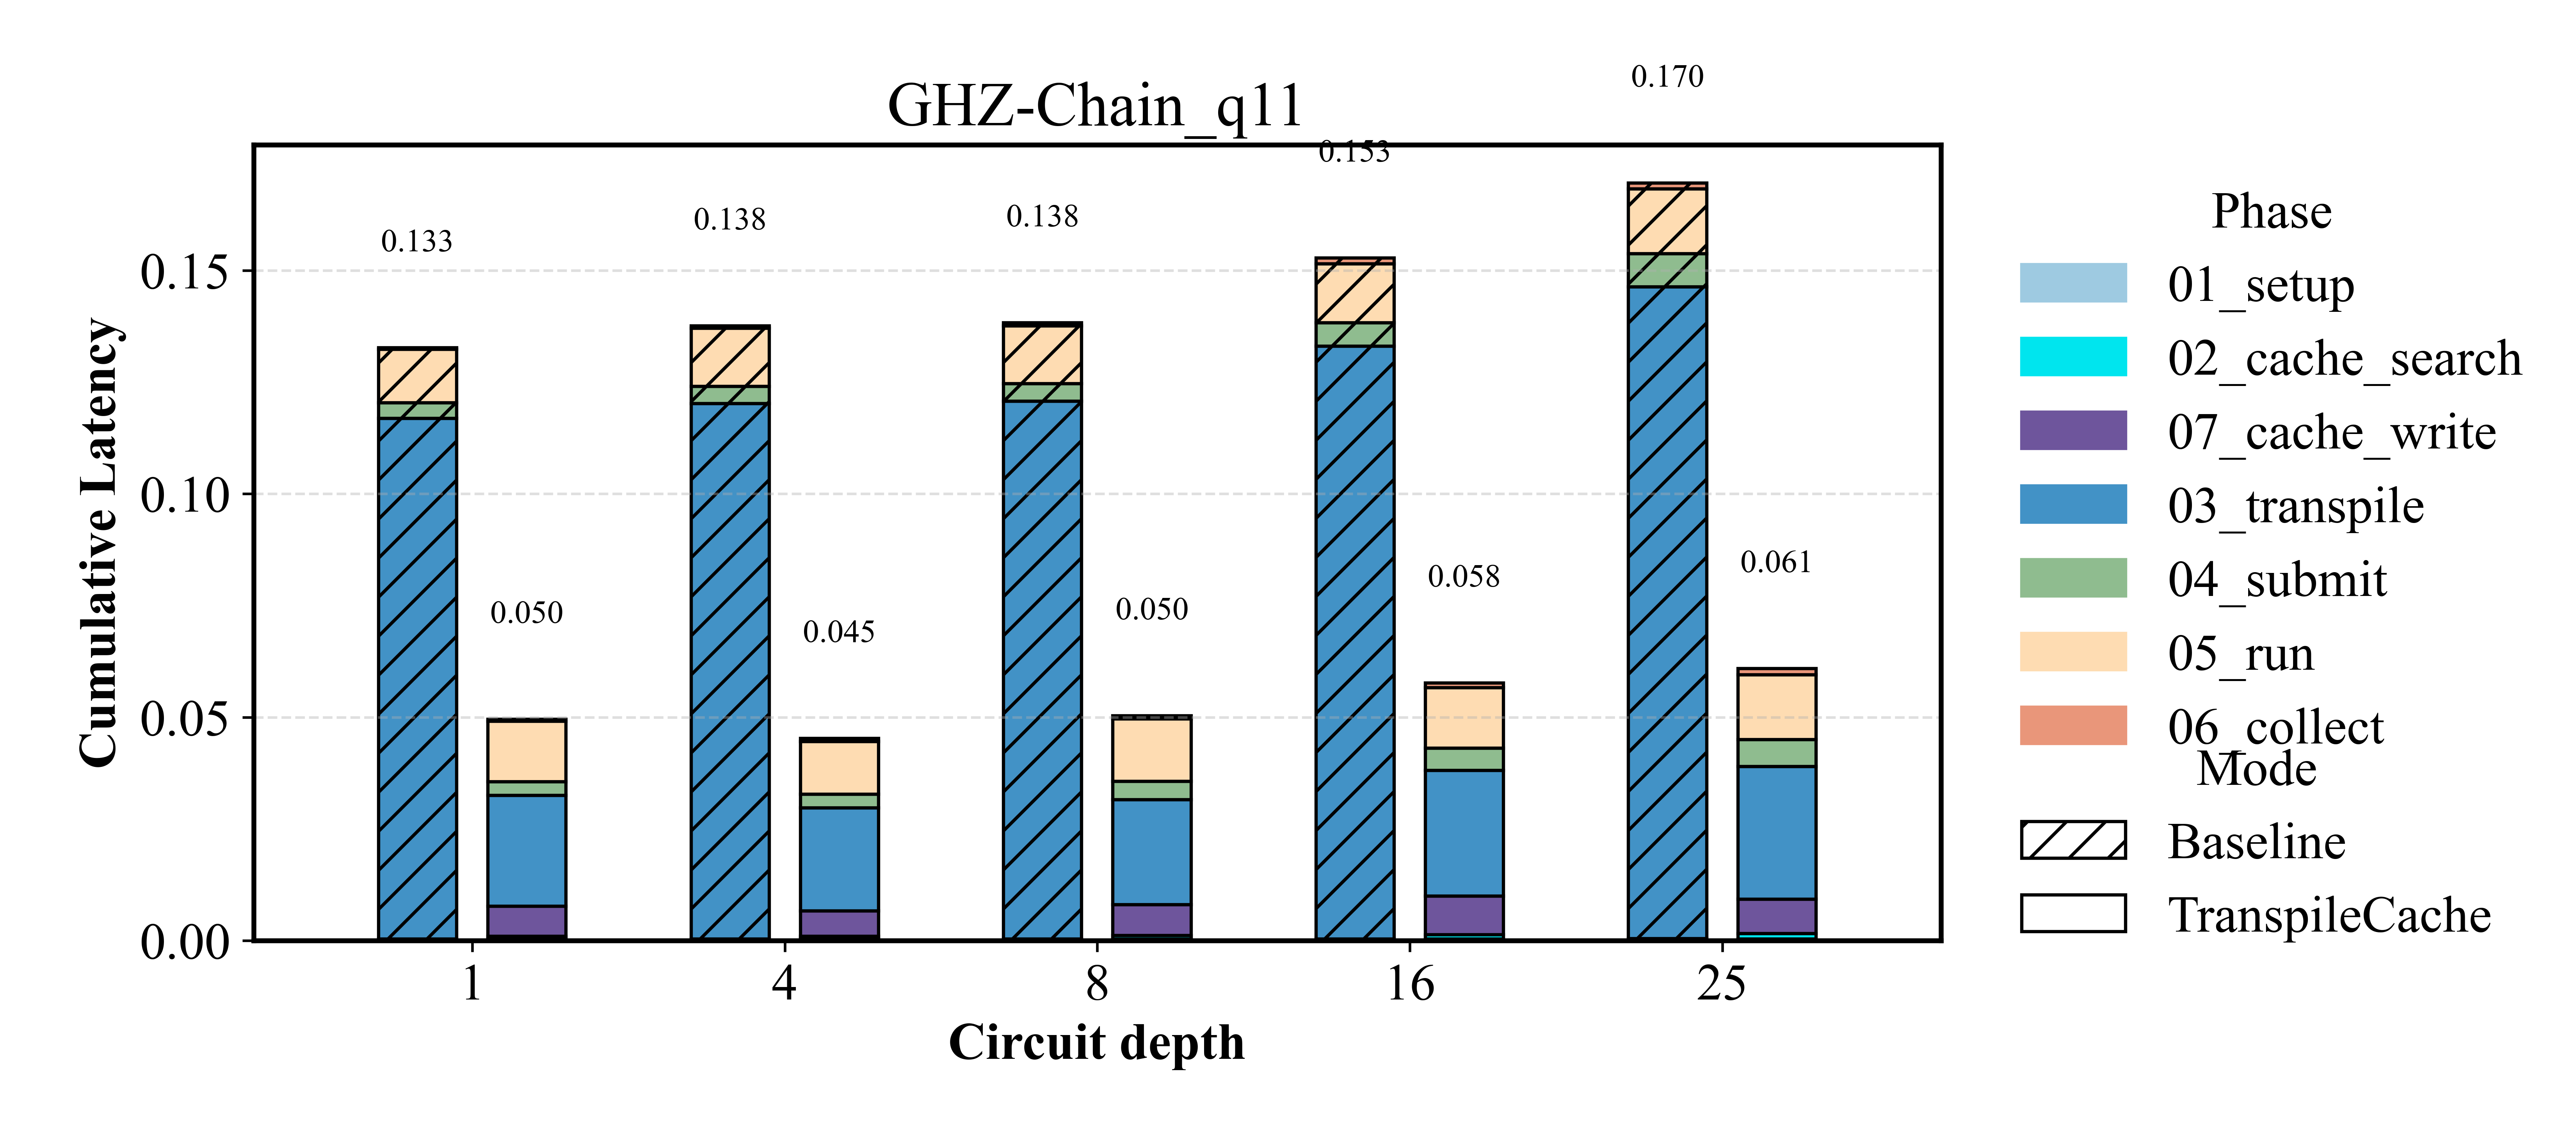 0.170
GHZ-Chain_q11
0.153
0.133
0.138
0.138
0.050
0.045
0.050
0.058
0.061
Cumulative Latency
0.15
0.10
0.05
0.00
1
4
8
16
25
Circuit depth
Phase
01_setup
02_cache_search
07_cache_write
03_transpile
04_submit
05_run
06_collect
Mode
Baseline
TranspileCache